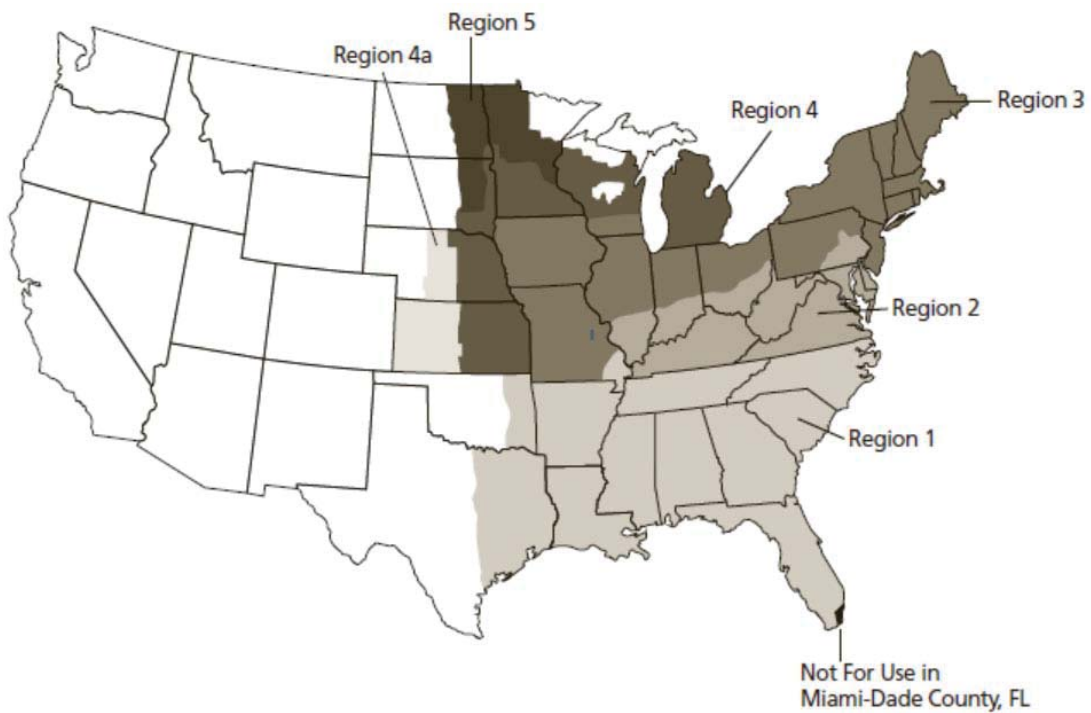 Region 5
Region 4a
Region 3
Region 4
Region 2
Region 1
Not For Use in
Miami-Dade County, FL